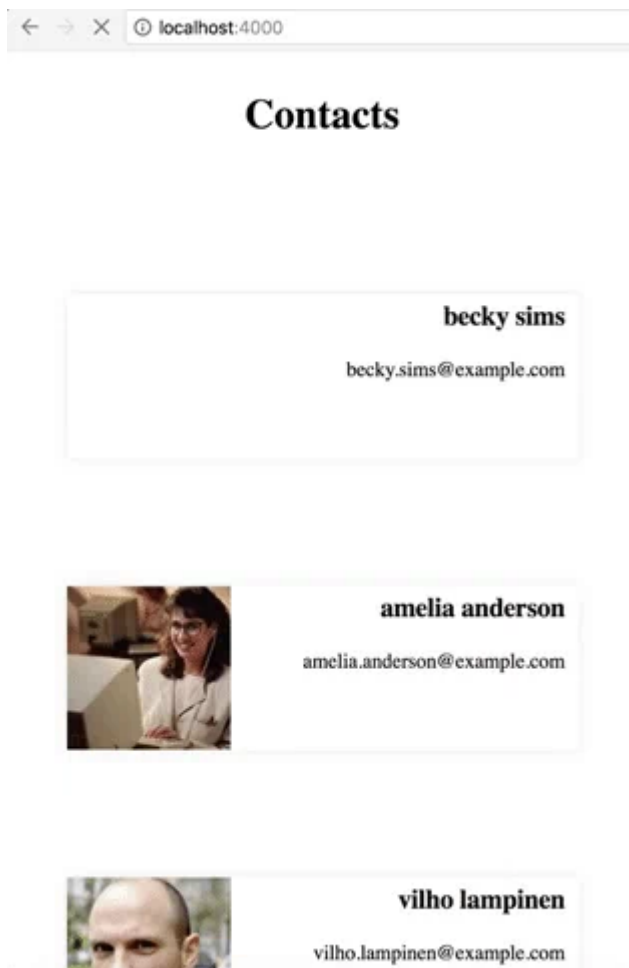 localhost:4000
Contacts
becky sims
becky.sims@example.com
amelia anderson
amelia.anderson@example.com
vilho lampinen
vilho.lampinen@example.com